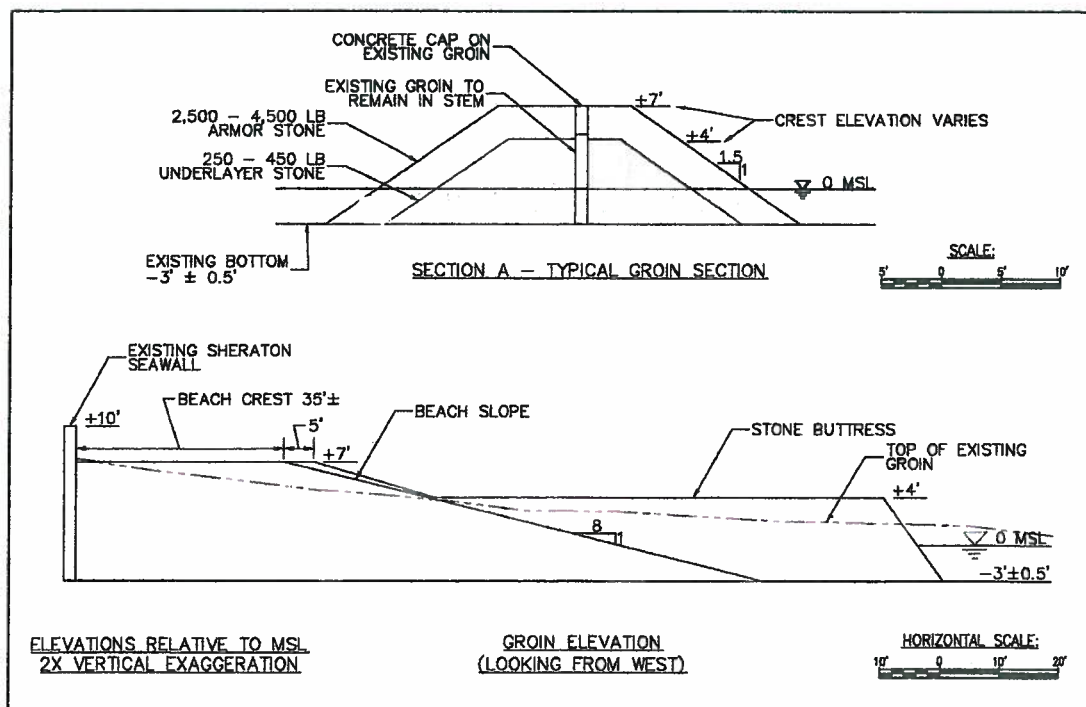 CONCRETE CAP ON
EXISTING GROIN
EXISTING GROIN TO
REMAIN IN STEM
2,500 – 4,500 LB
ARMOR STONE
250 – 450 LB
UNDERLAYER STONE
+7'
+4'
CREST ELEVATION VARIES
1.5
1
0 MSL
EXISTING BOTTOM
-3' ± 0.5'
SECTION A – TYPICAL GROIN SECTION
SCALE:
5' 0 5' 10'
EXISTING SHERATON
SEAWALL
+10'
BEACH CREST 35'±
5'
+7'
BEACH SLOPE
STONE BUTTRESS
TOP OF EXISTING
GROIN
+4'
8
1
0 MSL
-3'±0.5'
ELEVATIONS RELATIVE TO MSL
2X VERTICAL EXAGGERATION
GROIN ELEVATION
(LOOKING FROM WEST)
HORIZONTAL SCALE:
10' 0 10' 20'